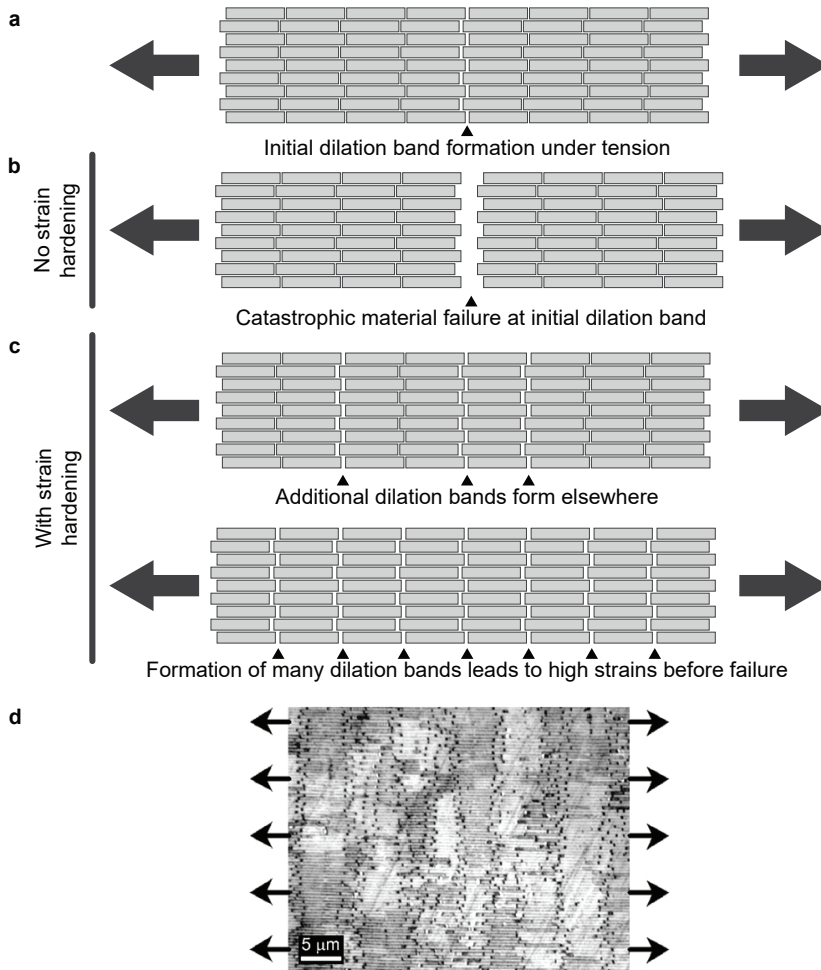 a
Initial dilation band formation under tension
b
No strain
hardening
Catastrophic material failure at initial dilation band
c
With strain
hardening
Additional dilation bands form elsewhere
Formation of many dilation bands leads to high strains before failure
d
5 μm